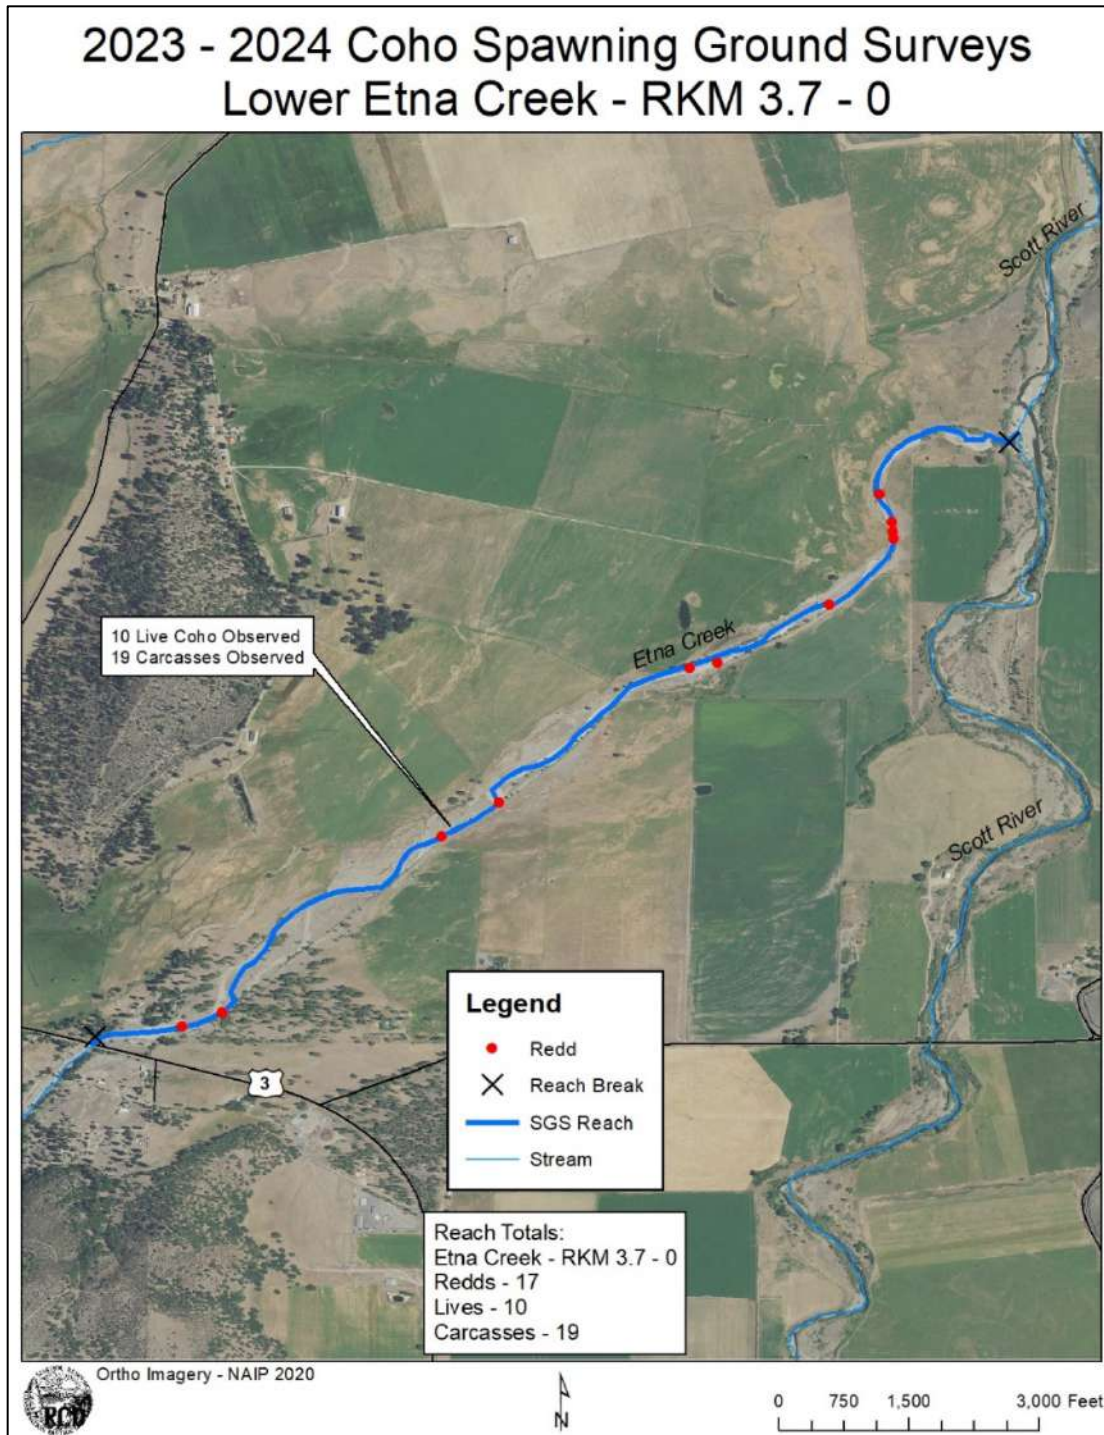 2023 - 2024 Coho Spawning Ground Surveys
Lower Etna Creek - RKM 3.7 - 0
Scott River
10 Live Coho Observed
19 Carcasses Observed
Etna Creek
Scott River
Legend
Redd
Reach Break
SGS Reach
Stream
3
Reach Totals:
Etna Creek - RKM 3.7 - 0
Redds - 17
Lives - 10
Carcasses - 19
Ortho Imagery - NAIP 2020
RCD
N
0 750 1,500 3,000 Feet